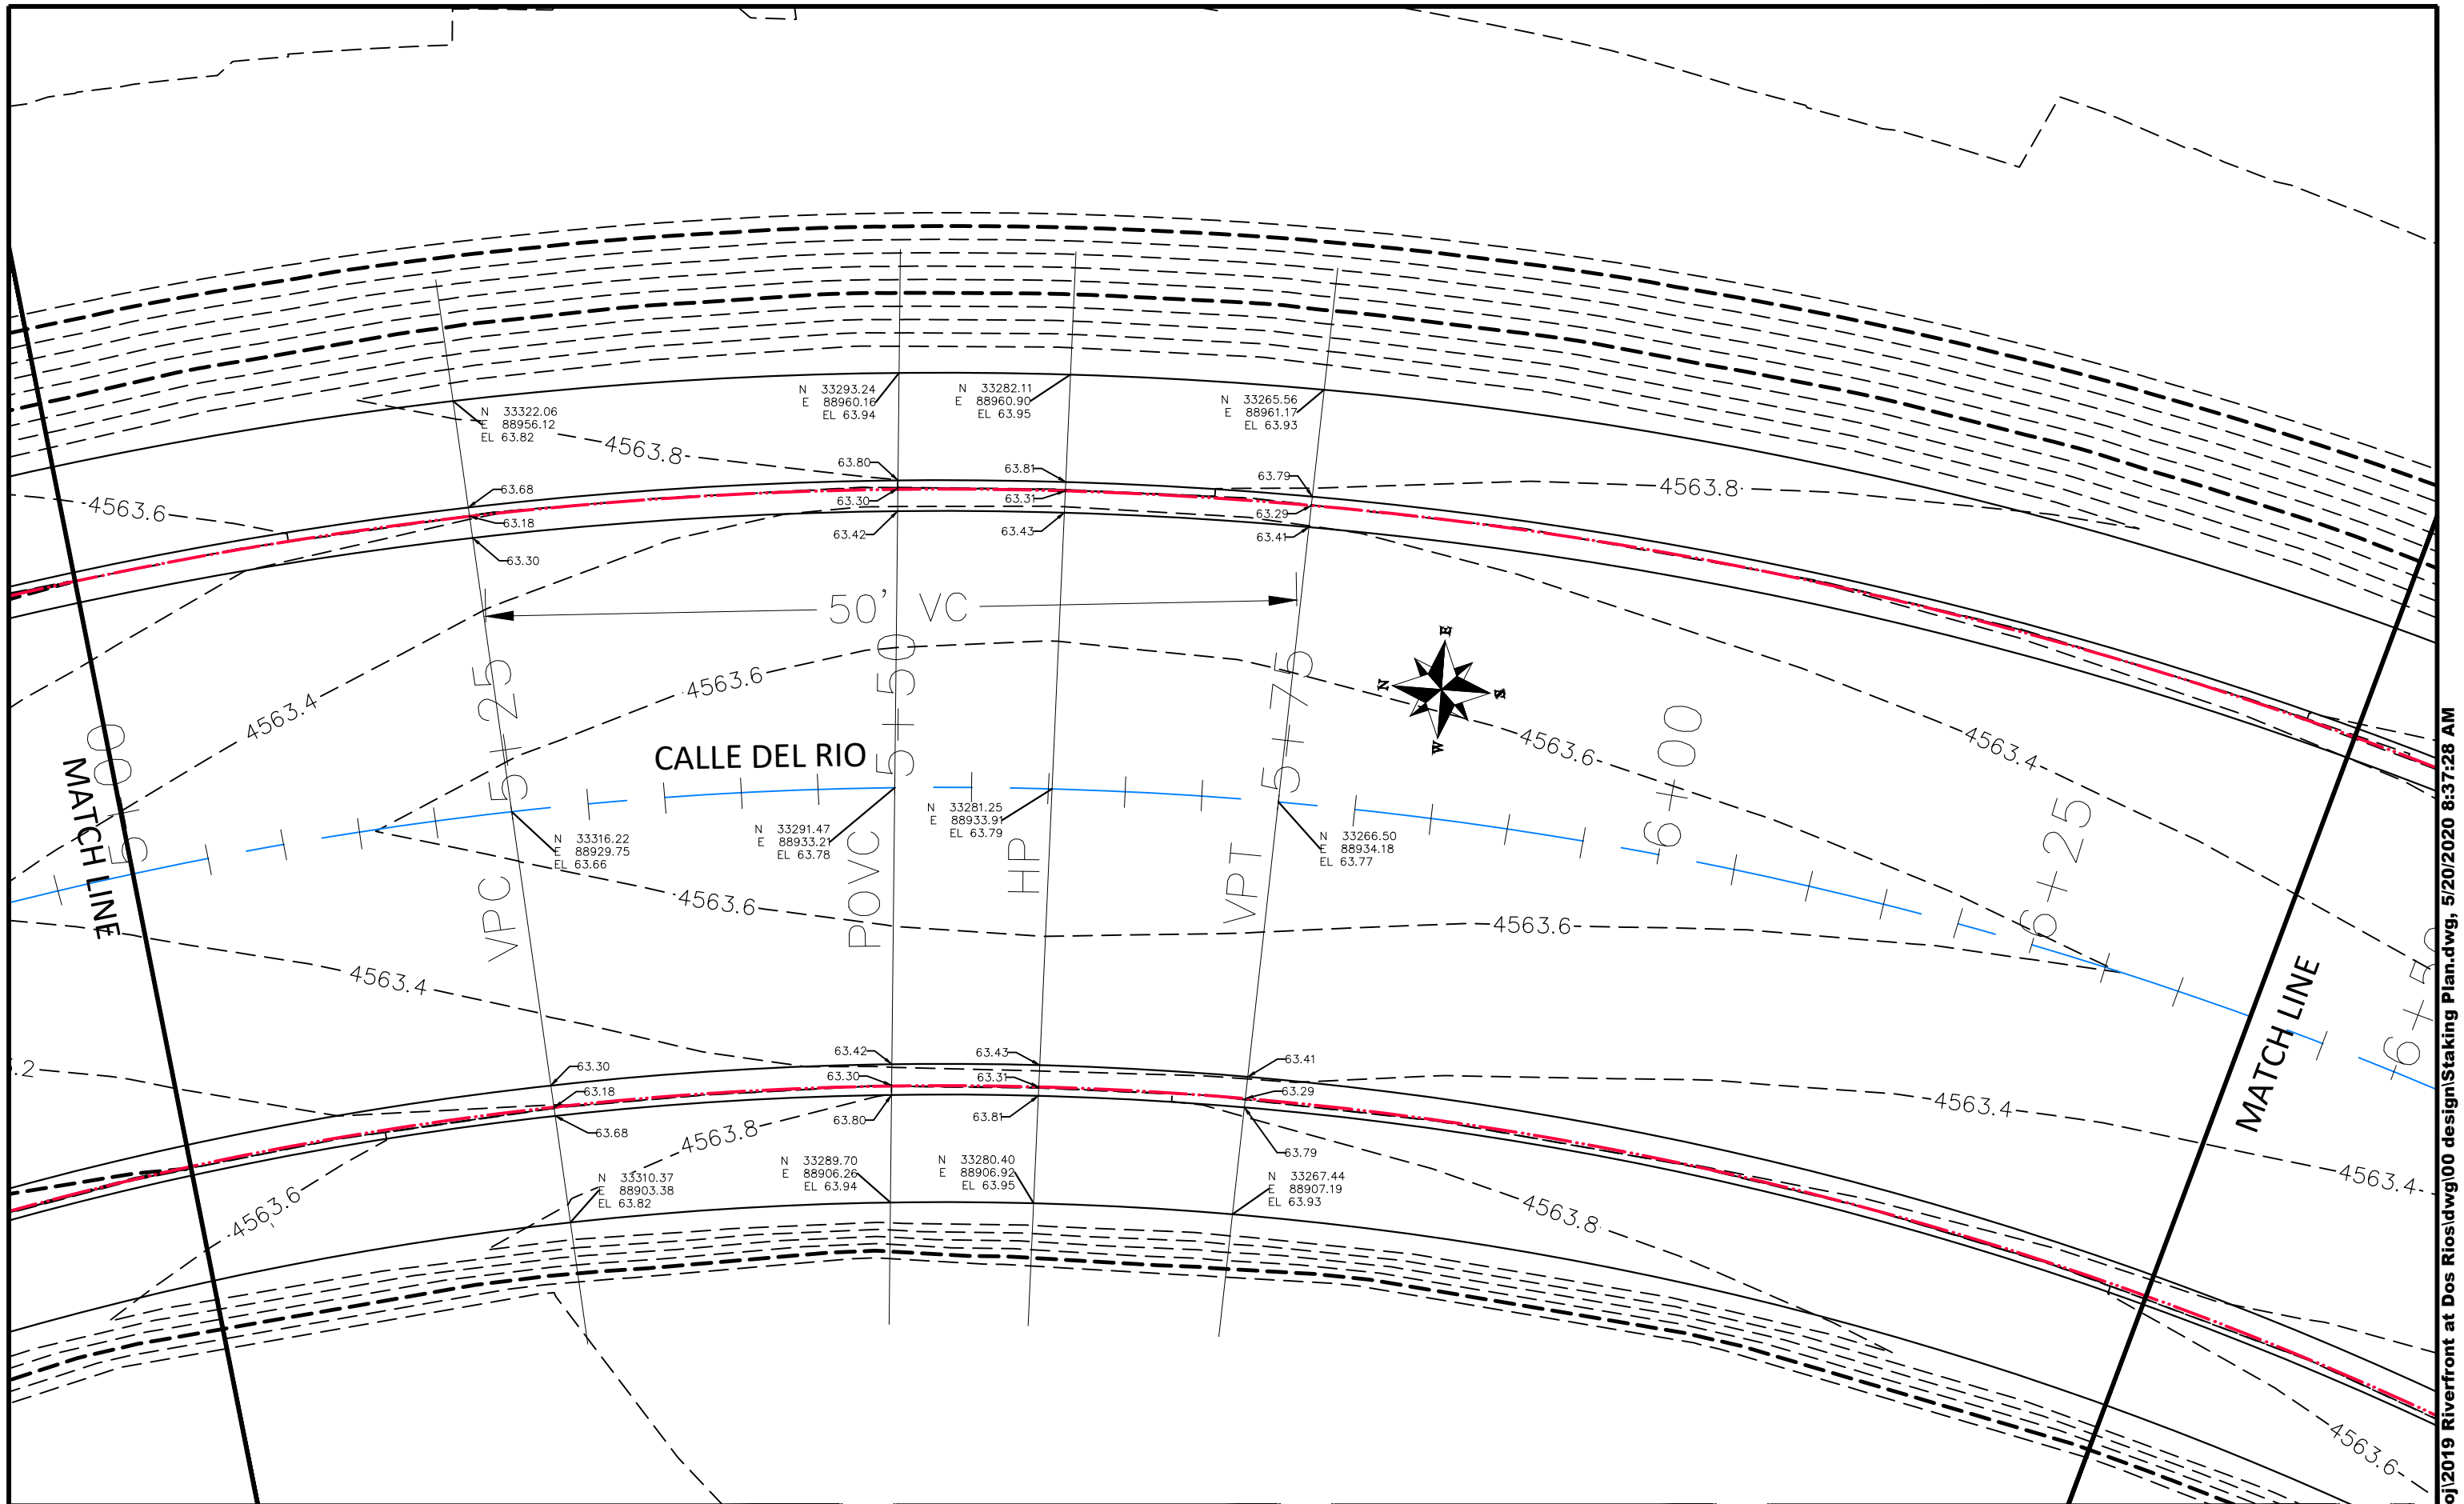 N 33293.24
E 88960.16
EL 63.94
N 33282.11
E 88960.90
EL 63.95
N 33265.56
E 88961.17
EL 63.93
N 33322.06
E 88956.12
EL 63.82
4563.8
63.80
63.81
63.79
4563.8
63.68
4563.6
63.30
63.31
63.29
63.18
63.42
63.43
63.41
63.30
50' VC
E
N
S
W
4563.4
4563.6
CALLE DEL RIO
4563.6
4563.4
MATCH LINE
5+00
VPC 5+25
POVC 5+50
HP
VPT 5+75
6+00
6+25
MATCH LINE
N 33316.22
E 88929.75
EL 63.66
N 33291.47
E 88933.21
EL 63.78
N 33281.25
E 88933.91
EL 63.79
N 33266.50
E 88934.18
EL 63.77
4563.6
4563.6
4563.4
.2
63.42
63.43
63.41
63.30
63.30
63.31
63.29
63.18
63.80
63.81
63.79
63.68
4563.8
4563.4
4563.4
N 33289.70
E 88906.26
EL 63.94
N 33280.40
E 88906.92
EL 63.95
N 33267.44
E 88907.19
EL 63.93
N 33310.37
E 88903.38
EL 63.82
4563.6
4563.8
4563.6
oj\2019 Riverfront at Dos Rios\dwg\00 design\Staking Plan.dwg, 5/20/2020 8:37:28 AM